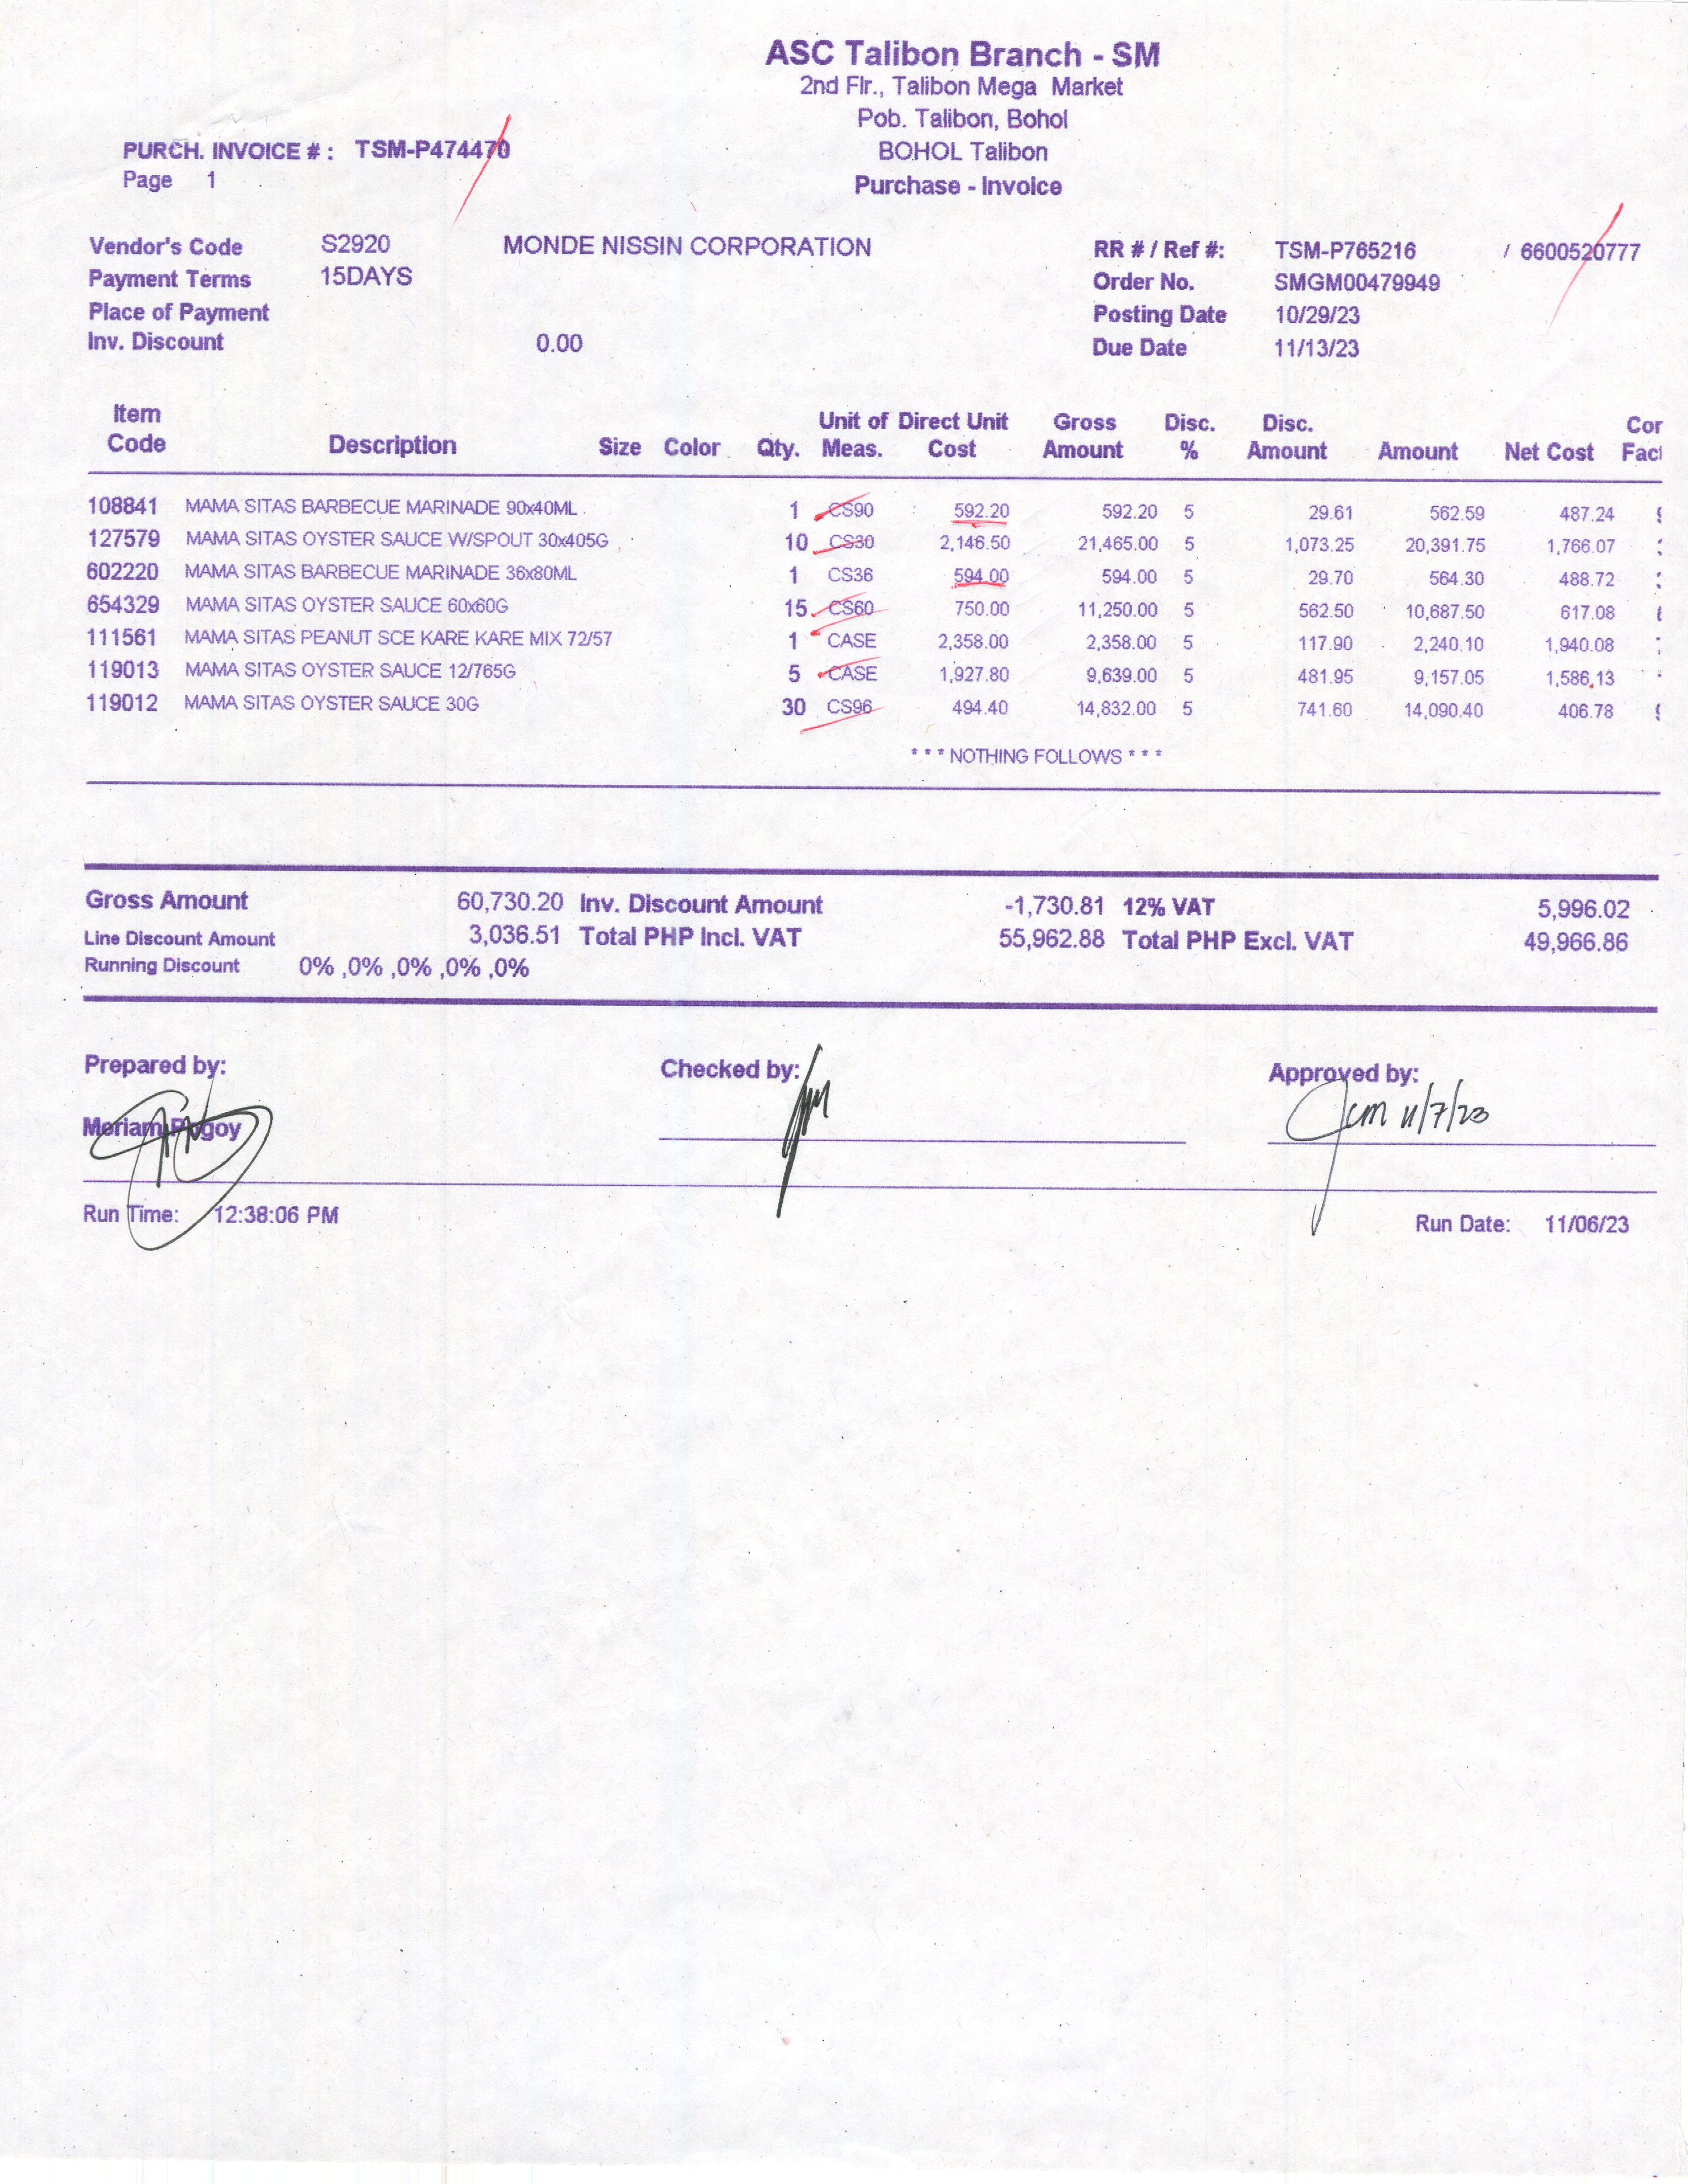 ASC Talibon Branch - SM
2nd Flr., Talibon Mega Market
Pob. Talibon, Bohol
BOHOL Talibon
Purchase - Invoice
PURCH. INVOICE # : TSM-P474470
Page 1
Vendor's Code S2920 MONDE NISSIN CORPORATION RR # / Ref #: TSM-P765216 / 6600520777
Payment Terms 15DAYS Order No. SMGM00479949
Place of Payment Posting Date 10/29/23
Inv. Discount 0.00 Due Date 11/13/23
Item Code Description Size Color Qty. Unit of Meas. Direct Unit Cost Gross Amount Disc. % Disc. Amount Amount Net Cost
108841 MAMA SITAS BARBECUE MARINADE 90x40ML 1 CS90 592.20 592.20 5 29.61 562.59 487.24
127579 MAMA SITAS OYSTER SAUCE W/SPOUT 30x405G 10 CS30 2,146.50 21,465.00 5 1,073.25 20,391.75 1,766.07
602220 MAMA SITAS BARBECUE MARINADE 36x80ML 1 CS36 594.00 594.00 5 29.70 564.30 488.72
654329 MAMA SITAS OYSTER SAUCE 60x60G 15 CS60 750.00 11,250.00 5 562.50 10,687.50 617.08
111561 MAMA SITAS PEANUT SCE KARE KARE MIX 72/57 1 CASE 2,358.00 2,358.00 5 117.90 2,240.10 1,940.08
119013 MAMA SITAS OYSTER SAUCE 12/765G 5 CASE 1,927.80 9,639.00 5 481.95 9,157.05 1,586.13
119012 MAMA SITAS OYSTER SAUCE 30G 30 CS96 494.40 14,832.00 5 741.60 14,090.40 406.78
* * * NOTHING FOLLOWS * * *
Gross Amount 60,730.20 Inv. Discount Amount -1,730.81 12% VAT 5,996.02
Line Discount Amount 3,036.51 Total PHP Incl. VAT 55,962.88 Total PHP Excl. VAT 49,966.86
Running Discount 0% ,0% ,0% ,0% ,0%
Prepared by: Checked by: Approved by:
Meriam Pogoy 11/7/23
Run Time: 12:38:06 PM Run Date: 11/06/23